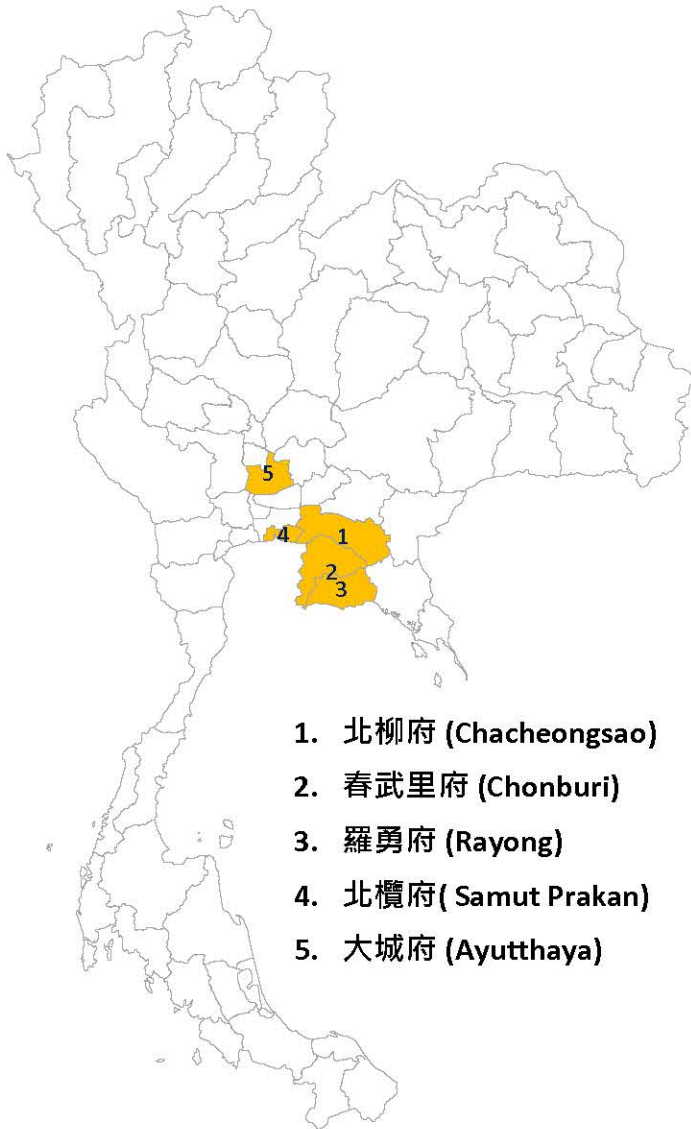 5
4
1
2
3
1. 北柳府 (Chacheongsao)
2. 春武里府 (Chonburi)
3. 羅勇府 (Rayong)
4. 北欖府( Samut Prakan)
5. 大城府 (Ayutthaya)